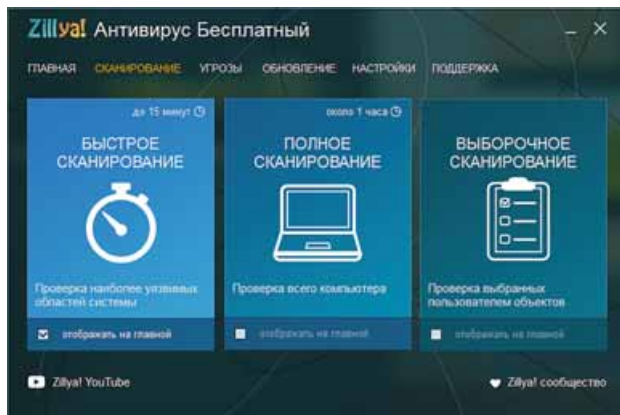 Zillya! Антивирус Бесплатный
ГЛАВНАЯ СКАНИРОВАНИЕ УГРОЗЫ ОБНОВЛЕНИЕ НАСТРОЙКИ ПОДДЕРЖКА
до 15 минут
БЫСТРОЕ
СКАНИРОВАНИЕ
Проверка наиболее уязвимых
областей системы
отображать на главной
около 1 часа
ПОЛНОЕ
СКАНИРОВАНИЕ
Проверка всего компьютера
отображать на главной
ВЫБОРОЧНОЕ
СКАНИРОВАНИЕ
Проверка выбранных
пользователем объектов
отображать на главной
Zillya! YouTube
Zillya! сообщество